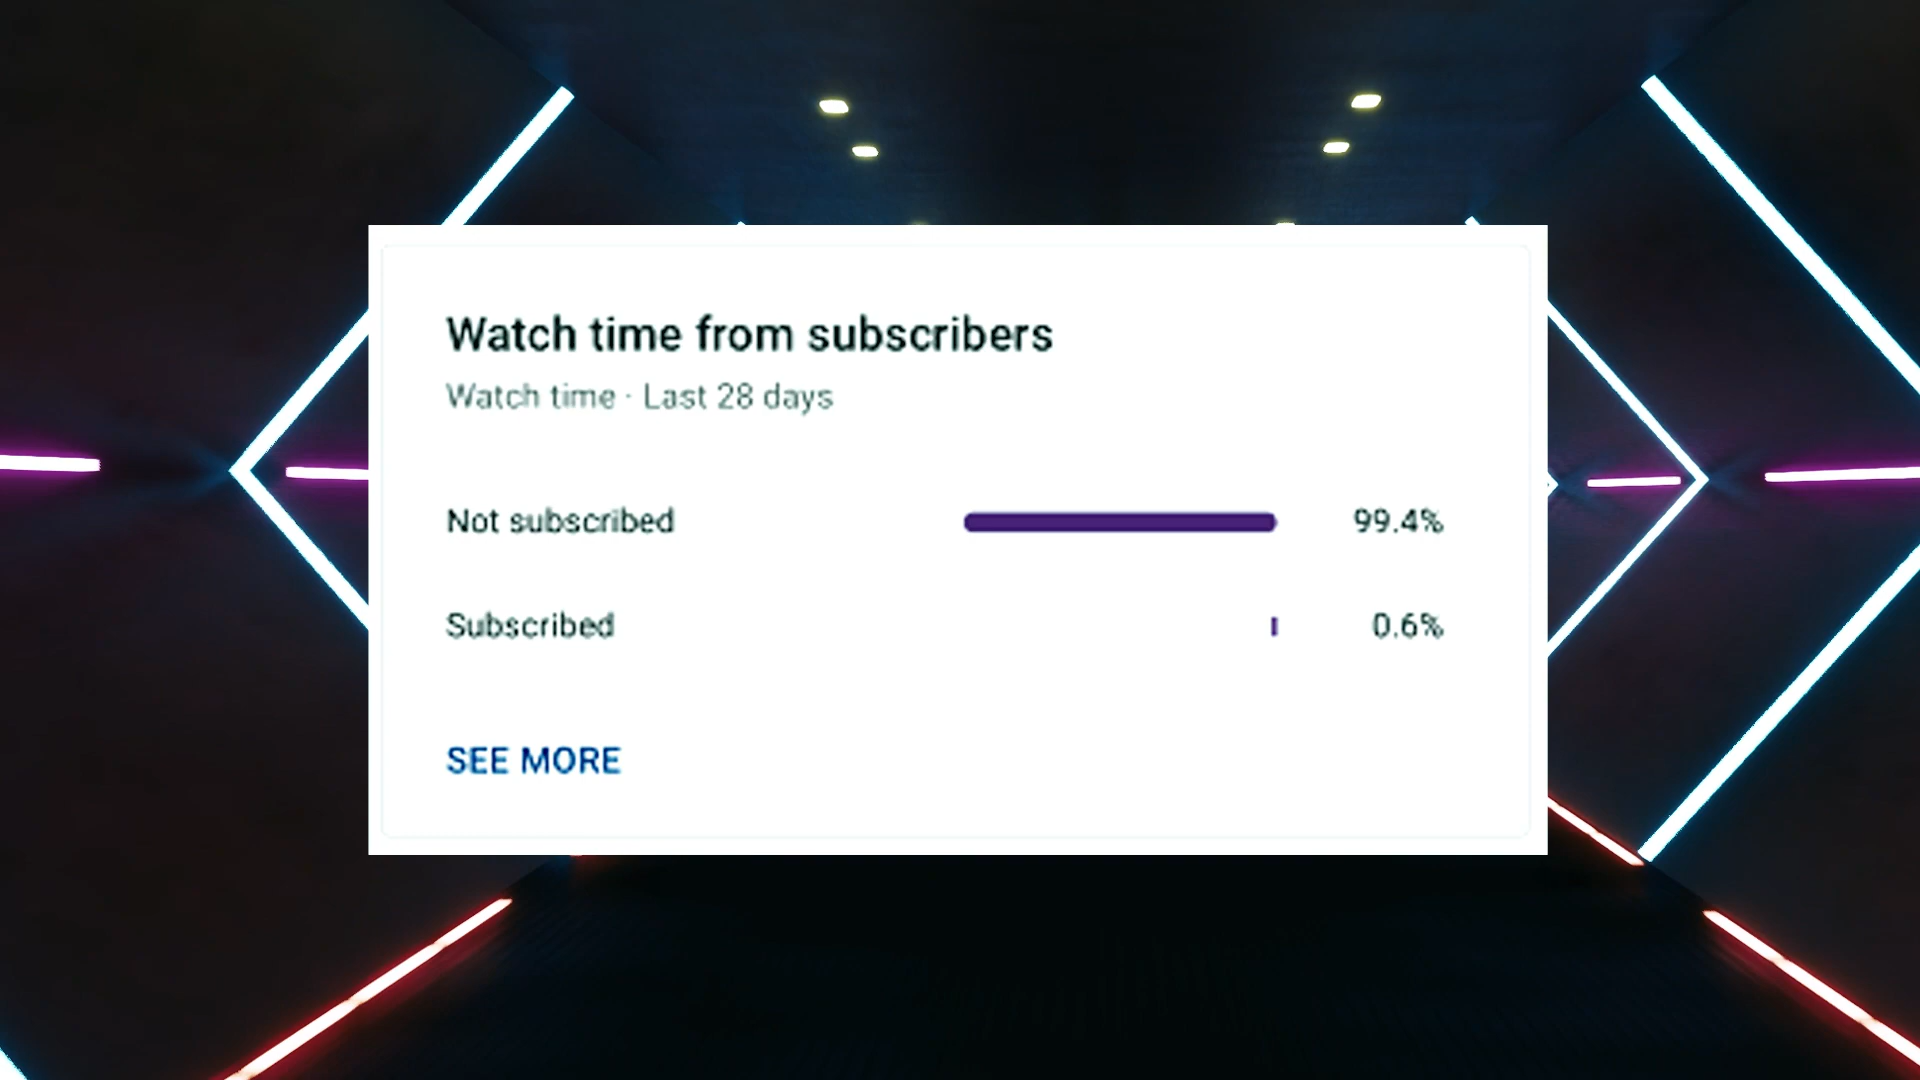 Watch time from subscribers
Watch time · Last 28 days
Not subscribed 99.4%
Subscribed 0.6%
SEE MORE